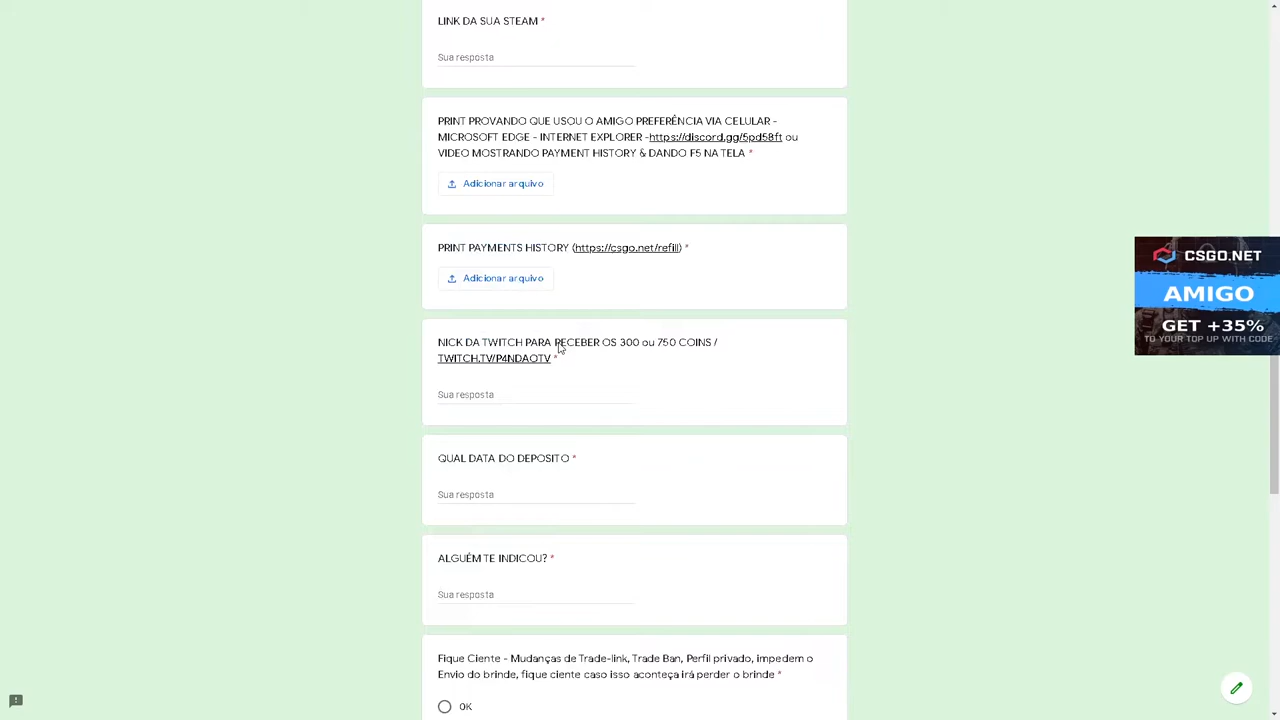 LINK DA SUA STEAM *
Sua resposta
PRINT PROVANDO QUE USOU O AMIGO PREFERÊNCIA VIA CELULAR -
MICROSOFT EDGE - INTERNET EXPLORER -https://discord.gg/5pd58ft ou
VIDEO MOSTRANDO PAYMENT HISTORY & DANDO F5 NA TELA *
Adicionar arquivo
PRINT PAYMENTS HISTORY (https://csgo.net/refill) *
Adicionar arquivo
NICK DA TWITCH PARA RECEBER OS 300 ou 750 COINS /
TWITCH.TV/P4NDAOTV *
Sua resposta
QUAL DATA DO DEPOSITO *
Sua resposta
ALGUÉM TE INDICOU? *
Sua resposta
Fique Ciente - Mudanças de Trade-link, Trade Ban, Perfil privado, impedem o
Envio do brinde, fique ciente caso isso aconteça irá perder o brinde *
OK
CSGO.NET
AMIGO
GET +35%
TO YOUR TOP UP WITH CODE